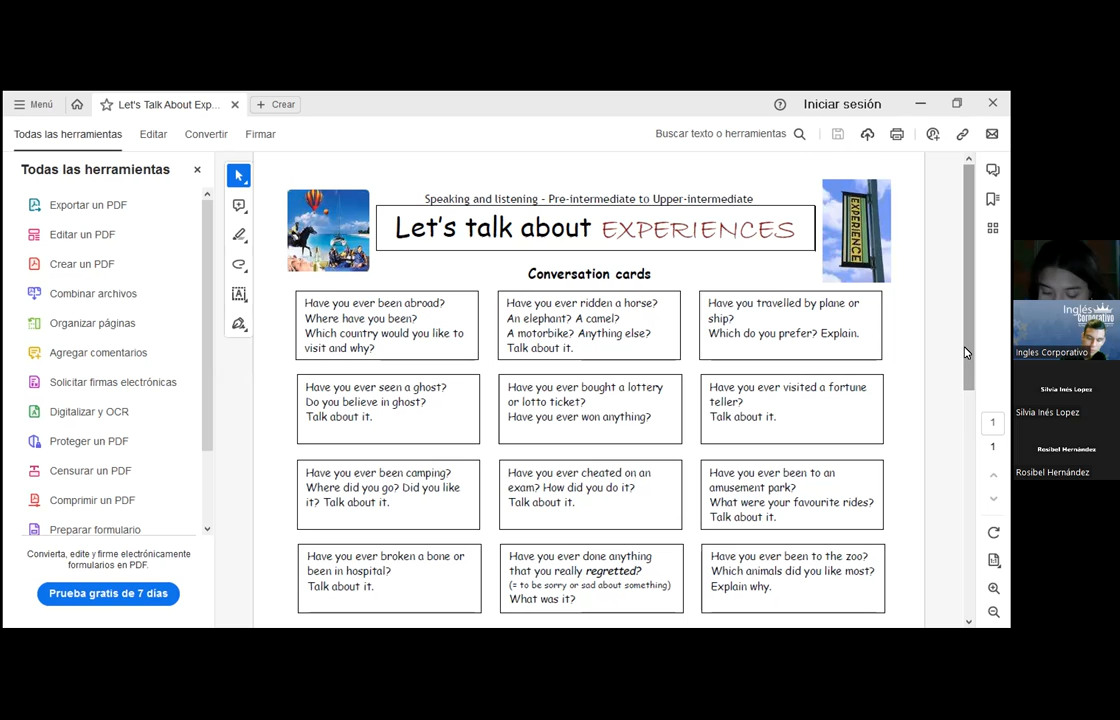 Menú
Let's Talk About Exp...
Crear
Iniciar sesión
Todas las herramientas
Editar
Convertir
Firmar
Buscar texto o herramientas
Todas las herramientas
Exportar un PDF
Editar un PDF
Crear un PDF
Combinar archivos
Organizar páginas
Agregar comentarios
Solicitar firmas electrónicas
Digitalizar y OCR
Proteger un PDF
Censurar un PDF
Comprimir un PDF
Preparar formulario
Convierta, edite y firme electrónicamente
formularios en PDF.
Prueba gratis de 7 días
Speaking and listening - Pre-intermediate to Upper-intermediate
Let's talk about EXPERIENCES
EXPERIENCE
Conversation cards
Have you ever been abroad?
Where have you been?
Which country would you like to
visit and why?
Have you ever ridden a horse?
An elephant? A camel?
A motorbike? Anything else?
Talk about it.
Have you travelled by plane or
ship?
Which do you prefer? Explain.
Have you ever seen a ghost?
Do you believe in ghost?
Talk about it.
Have you ever bought a lottery
or lotto ticket?
Have you ever won anything?
Have you ever visited a fortune
teller?
Talk about it.
Have you ever been camping?
Where did you go? Did you like
it? Talk about it.
Have you ever cheated on an
exam? How did you do it?
Talk about it.
Have you ever been to an
amusement park?
What were your favourite rides?
Talk about it.
Have you ever broken a bone or
been in hospital?
Talk about it.
Have you ever done anything
that you really regretted?
(= to be sorry or sad about something)
What was it?
Have you ever been to the zoo?
Which animals did you like most?
Explain why.
1
1
Inglés
Corporativo
Ingles Corporativo
Silvia Inés Lopez
Silvia Inés Lopez
Rosibel Hernández
Rosibel Hernández